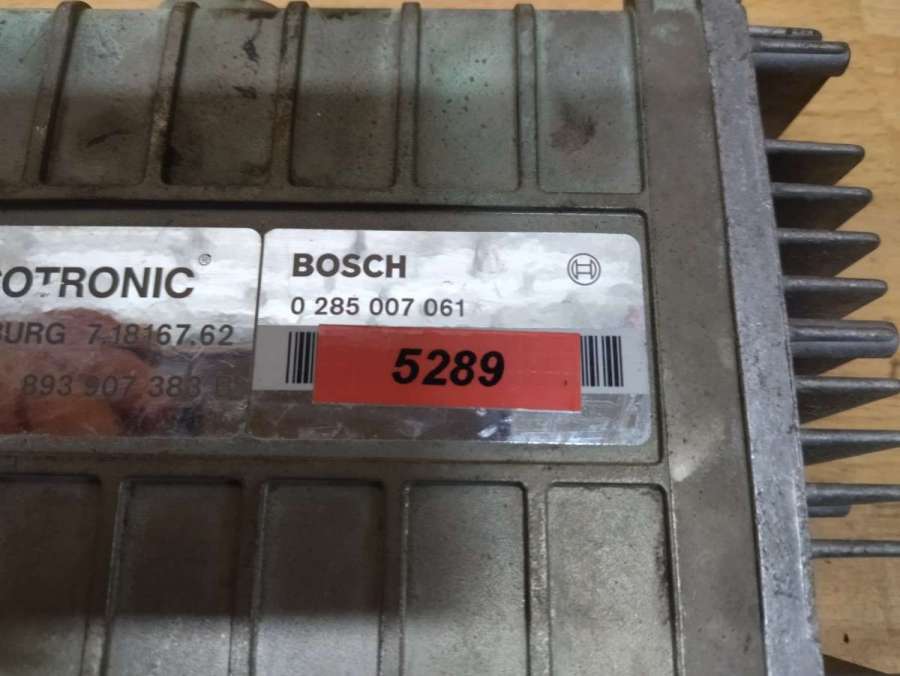 OTRONIC®
BURG 7.18167.62
893 907 383
BOSCH
0 285 007 061
5289